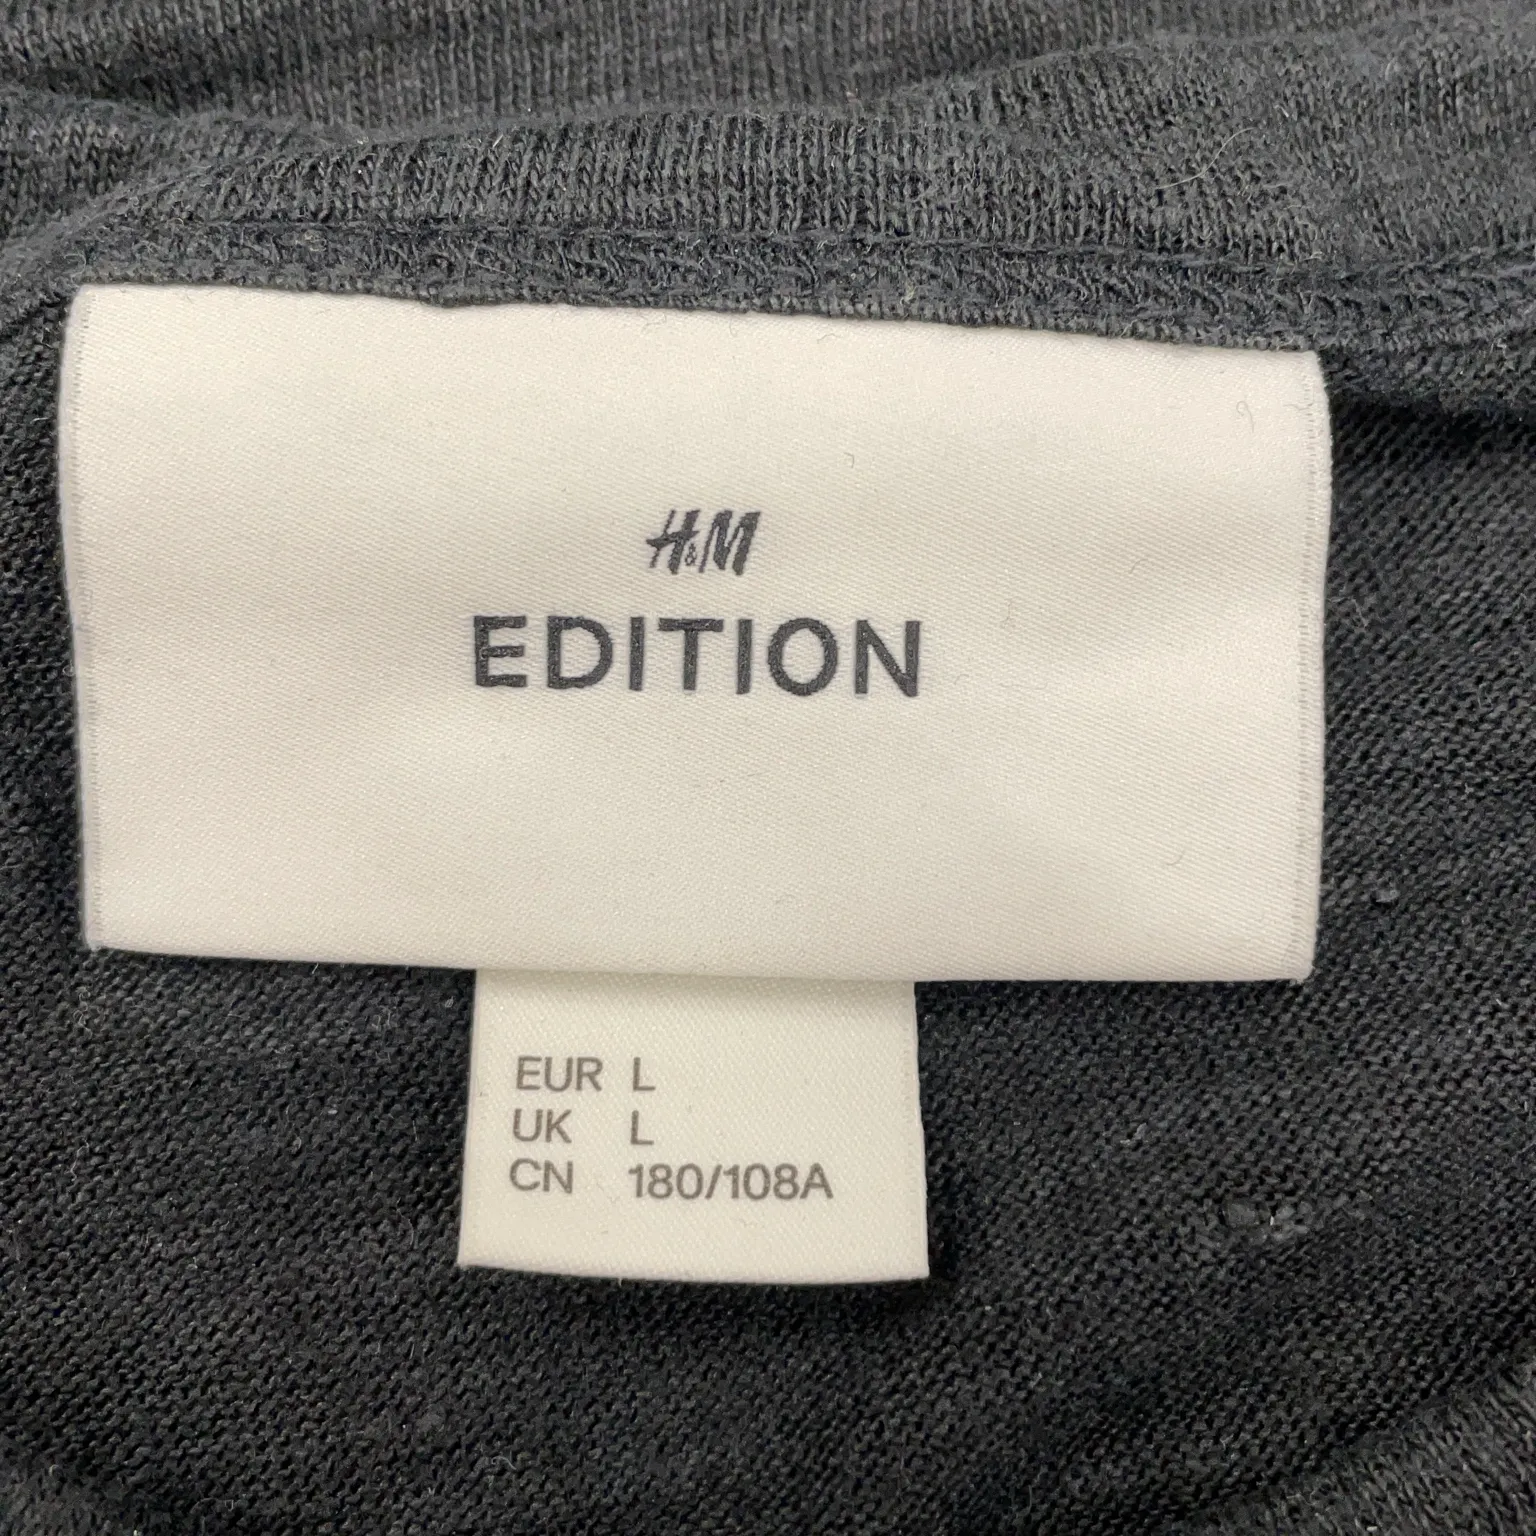 H&M
EDITION
EUR L
UK L
CN 180/108A